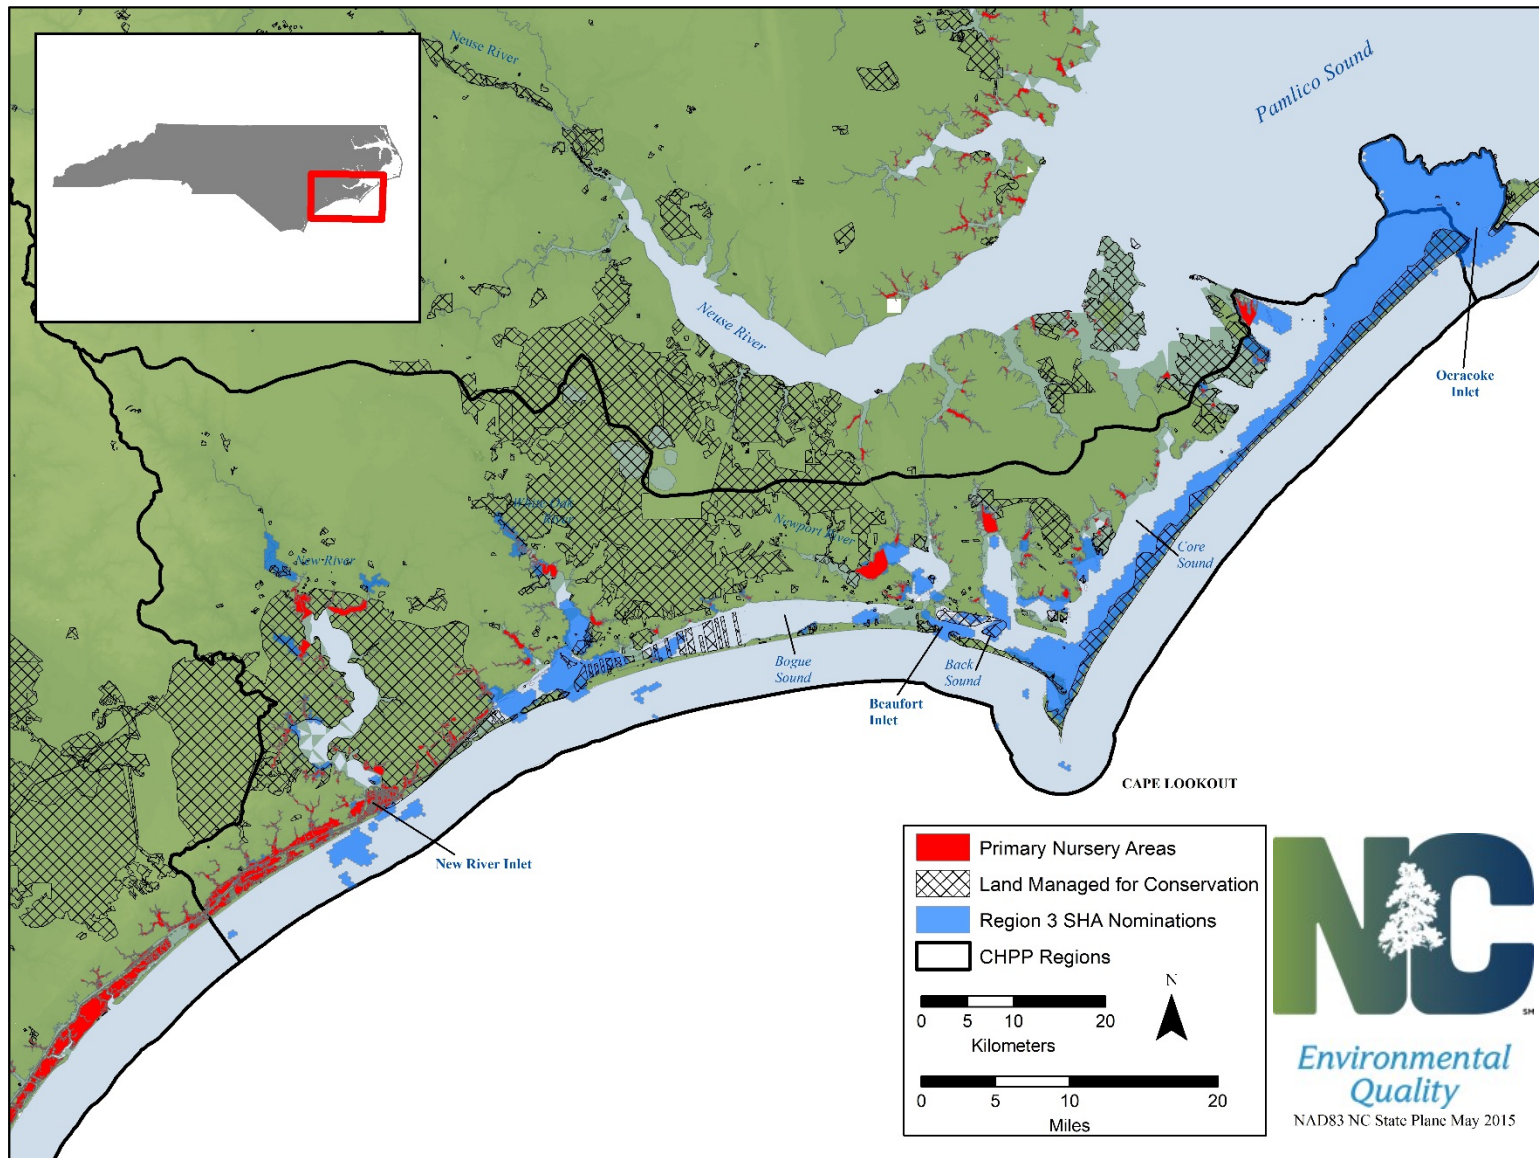 Neuse River
Pamlico Sound
Neuse River
Ocracoke
Inlet
White Oak
River
Newport River
New River
Core
Sound
Bogue
Sound
Back
Sound
Beaufort
Inlet
CAPE LOOKOUT
New River Inlet
Primary Nursery Areas
Land Managed for Conservation
Region 3 SHA Nominations
CHPP Regions
N
0 5 10 20
Kilometers
0 5 10 20
Miles
NC
SM
Environmental
Quality
NAD83 NC State Plane May 2015